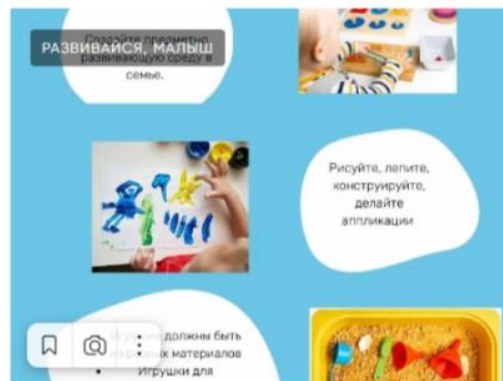 РАЗВИВАЙСЯ, МАЛЫШ
Создайте предметно
развивающую среду в
семье.
Рисуйте, лепите,
конструируйте,
делайте
аппликации
Игрушки должны быть
из разных материалов
• Игрушки для